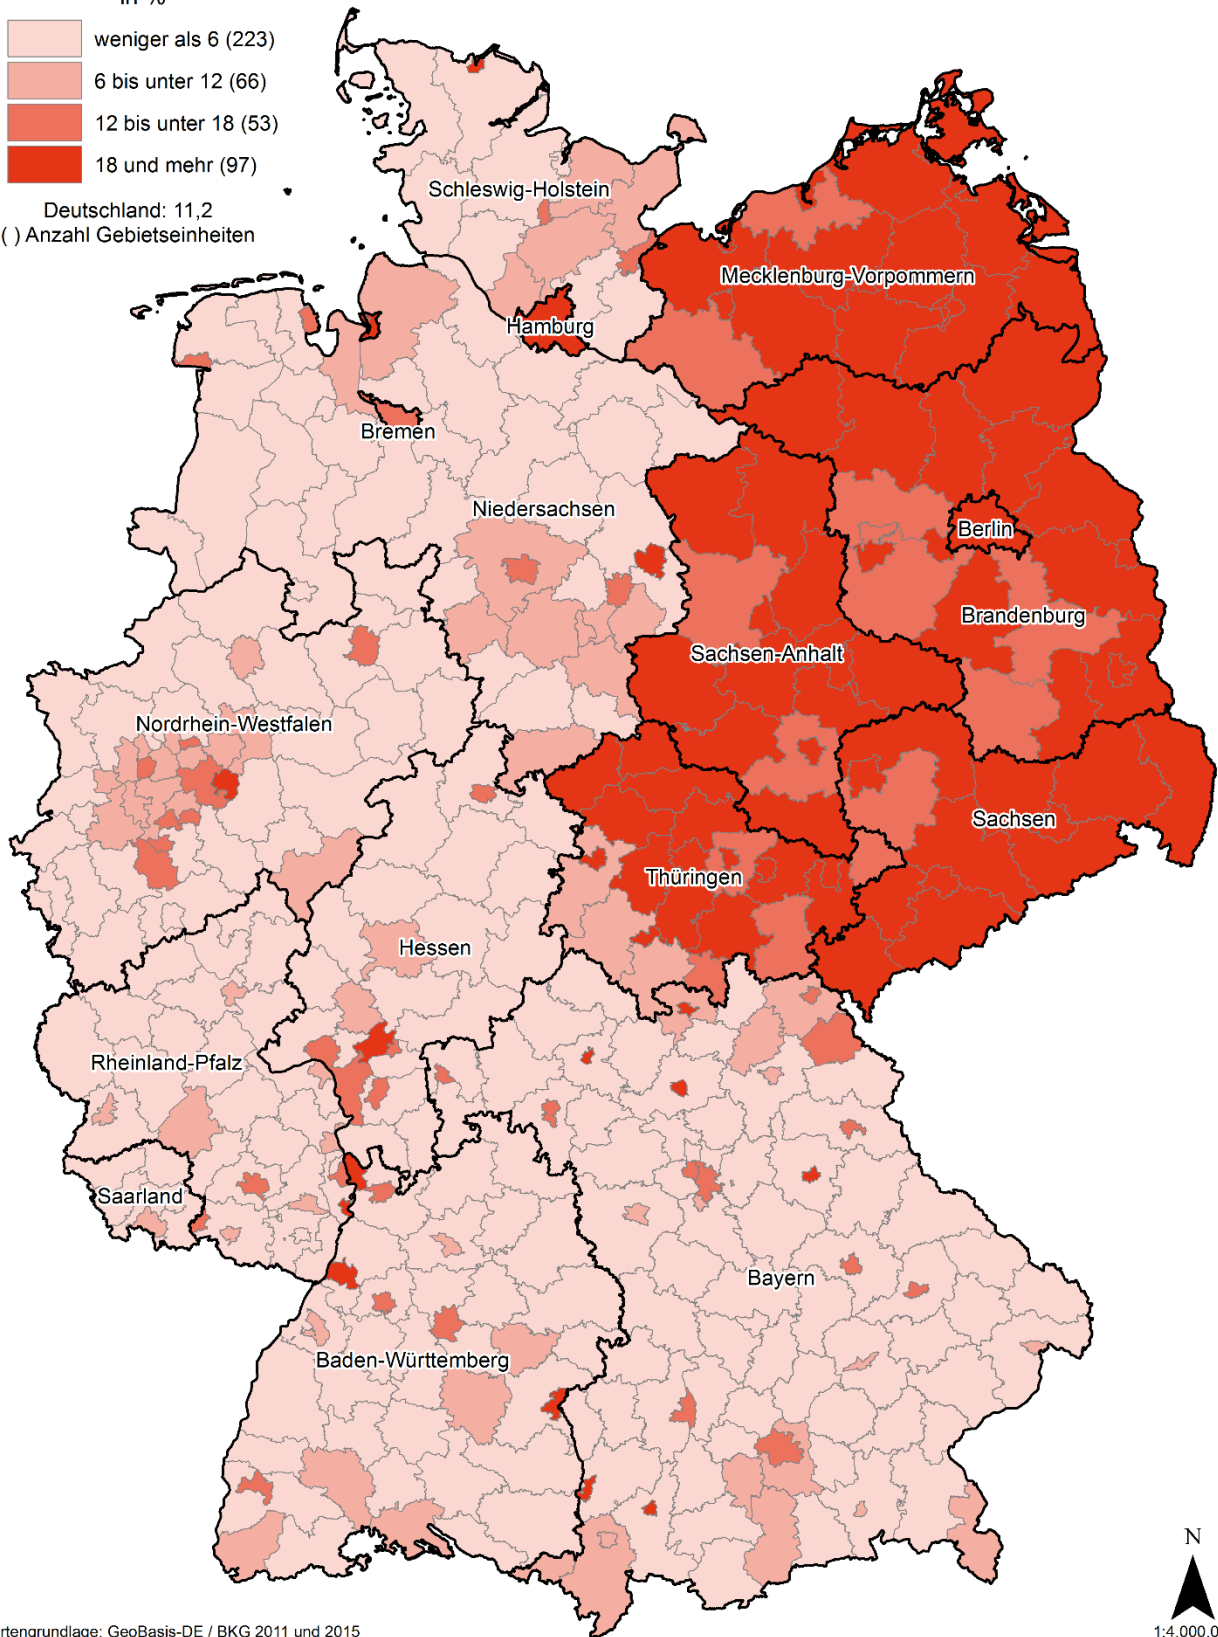 in %
weniger als 6 (223)
6 bis unter 12 (66)
12 bis unter 18 (53)
18 und mehr (97)
Deutschland: 11,2
( ) Anzahl Gebietseinheiten
Schleswig-Holstein
Mecklenburg-Vorpommern
Hamburg
Bremen
Niedersachsen
Berlin
Brandenburg
Sachsen-Anhalt
Nordrhein-Westfalen
Sachsen
Thüringen
Hessen
Rheinland-Pfalz
Saarland
Bayern
Baden-Württemberg
N
rtengrundlage: GeoBasis-DE / BKG 2011 und 2015
1:4.000.0